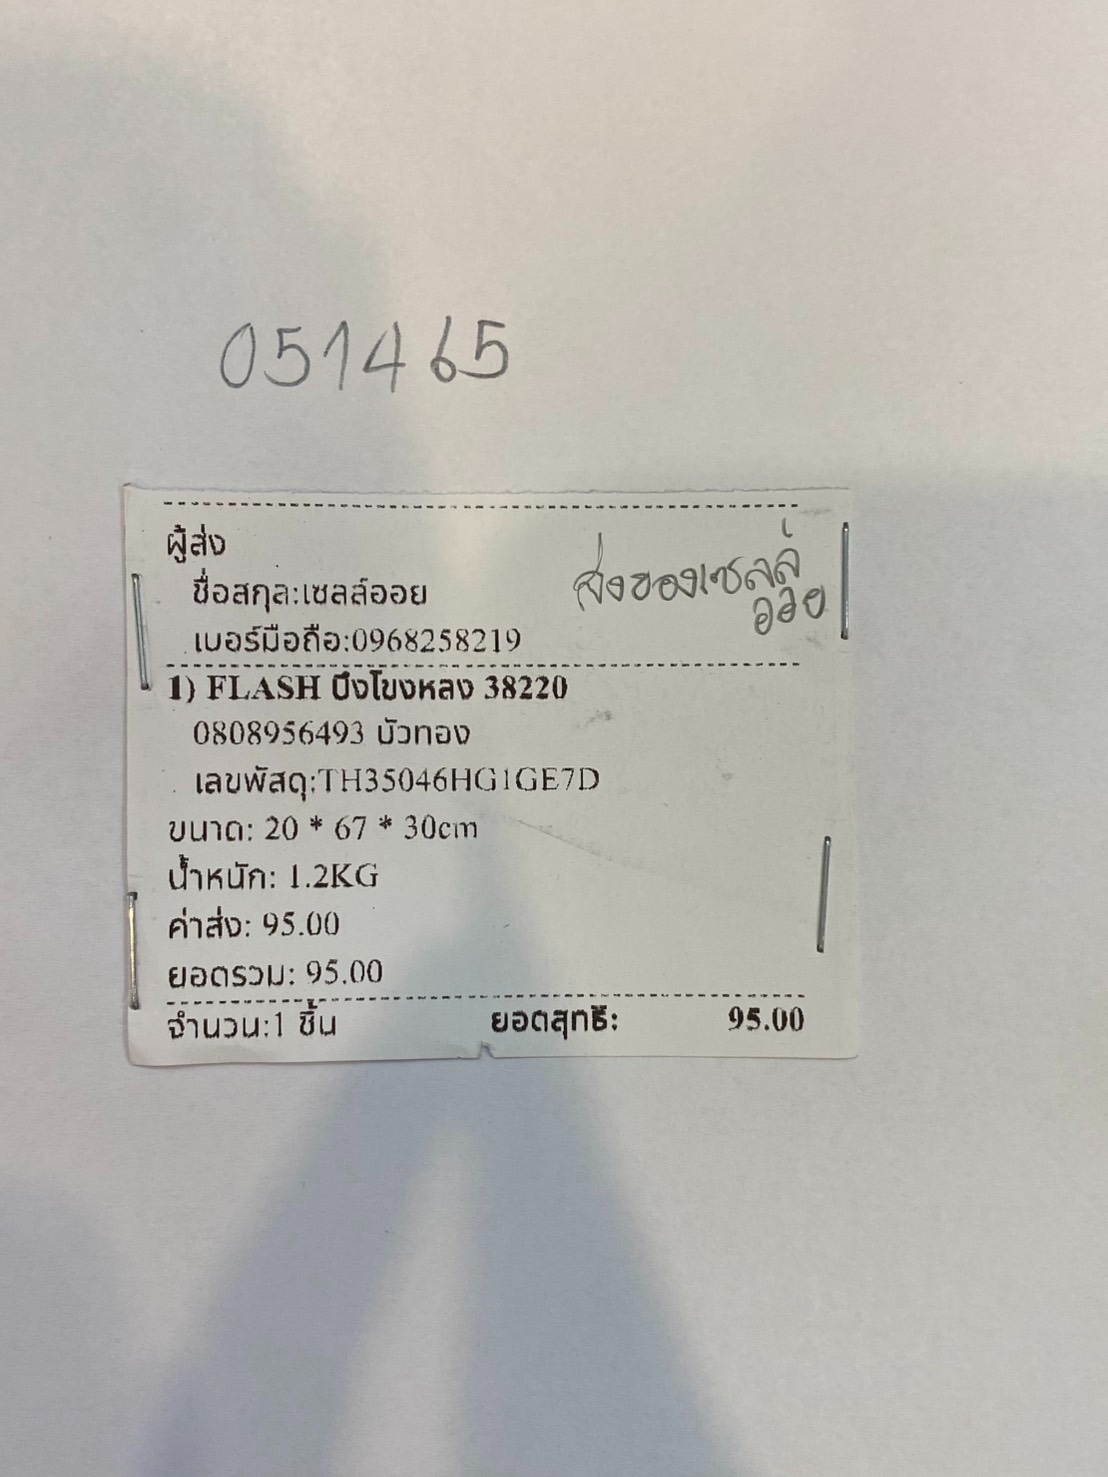 051465
ผู้ส่ง
ชื่อสกุล:เซลส์ออย
ส่งของเซลล์
ออย
เบอร์มือถือ:0968258219
1) FLASH บึงโขงหลง 38220
0808956493 บัวทอง
เลขพัสดุ:TH35046HG1GE7D
ขนาด: 20 * 67 * 30cm
น้ำหนัก: 1.2KG
ค่าส่ง: 95.00
ยอดรวม: 95.00
จำนวน:1 ชิ้น ยอดสุทธิ: 95.00